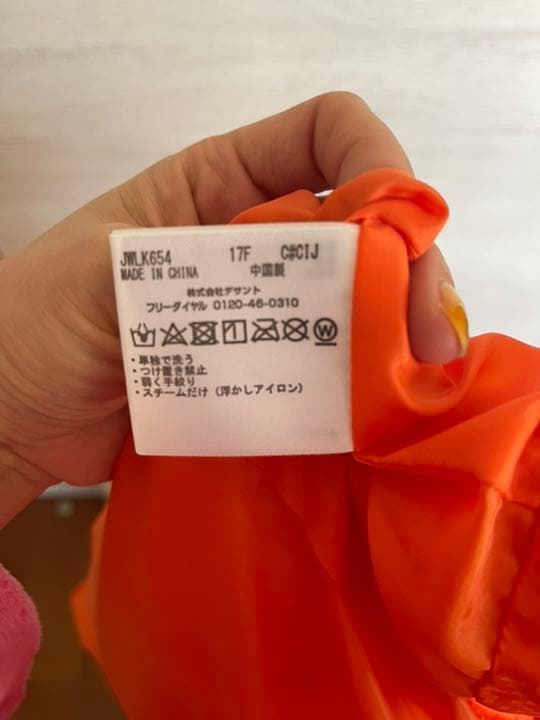 JWLK654 17F C#CIJ
MADE IN CHINA 中国製
株式会社デサント
フリーダイヤル 0120-46-0310
W
・単独で洗う
・つけ置き禁止
・弱く手絞り
・スチームだけ（浮かしアイロン）